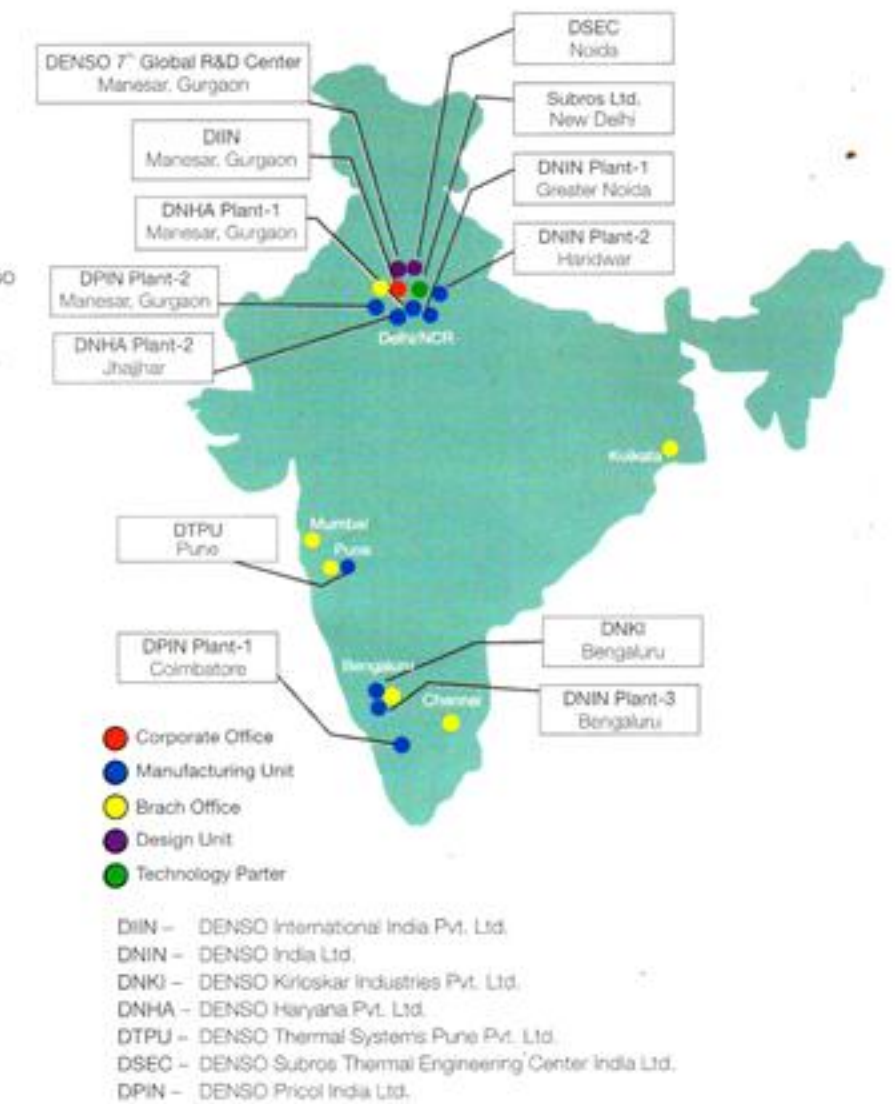 DENSO 7th Global R&D Center
Manesar, Gurgaon
DIIN
Manesar, Gurgaon
DNHA Plant-1
Manesar, Gurgaon
DPIN Plant-2
Manesar, Gurgaon
DNHA Plant-2
Jhajjhar
DSEC
Noida
Subros Ltd.
New Delhi
DNIN Plant-1
Greater Noida
DNIN Plant-2
Haridwar
Delhi/NCR
Kolkata
Mumbai
Pune
DTPU
Pune
DPIN Plant-1
Coimbatore
Bengaluru
Chennai
DNKI
Bengaluru
DNIN Plant-3
Bengaluru
Corporate Office
Manufacturing Unit
Brach Office
Design Unit
Technology Parter
DIIN – DENSO International India Pvt. Ltd.
DNIN – DENSO India Ltd.
DNKI – DENSO Kirloskar Industries Pvt. Ltd.
DNHA – DENSO Haryana Pvt. Ltd.
DTPU – DENSO Thermal Systems Pune Pvt. Ltd.
DSEC – DENSO Subros Thermal Engineering Center India Ltd.
DPIN – DENSO Pricol India Ltd.